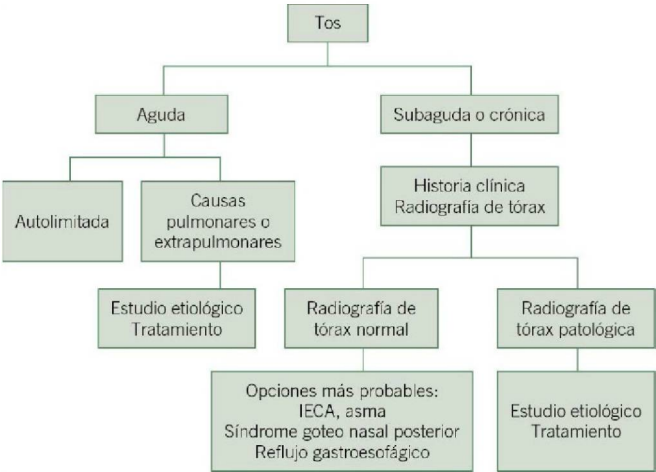 Tos
Aguda
Subaguda o crónica
Autolimitada
Causas
pulmonares o
extrapulmonares
Historia clínica
Radiografía de tórax
Estudio etiológico
Tratamiento
Radiografía de
tórax normal
Radiografía de
tórax patológica
Opciones más probables:
IECA, asma
Síndrome goteo nasal posterior
Reflujo gastroesofágico
Estudio etiológico
Tratamiento